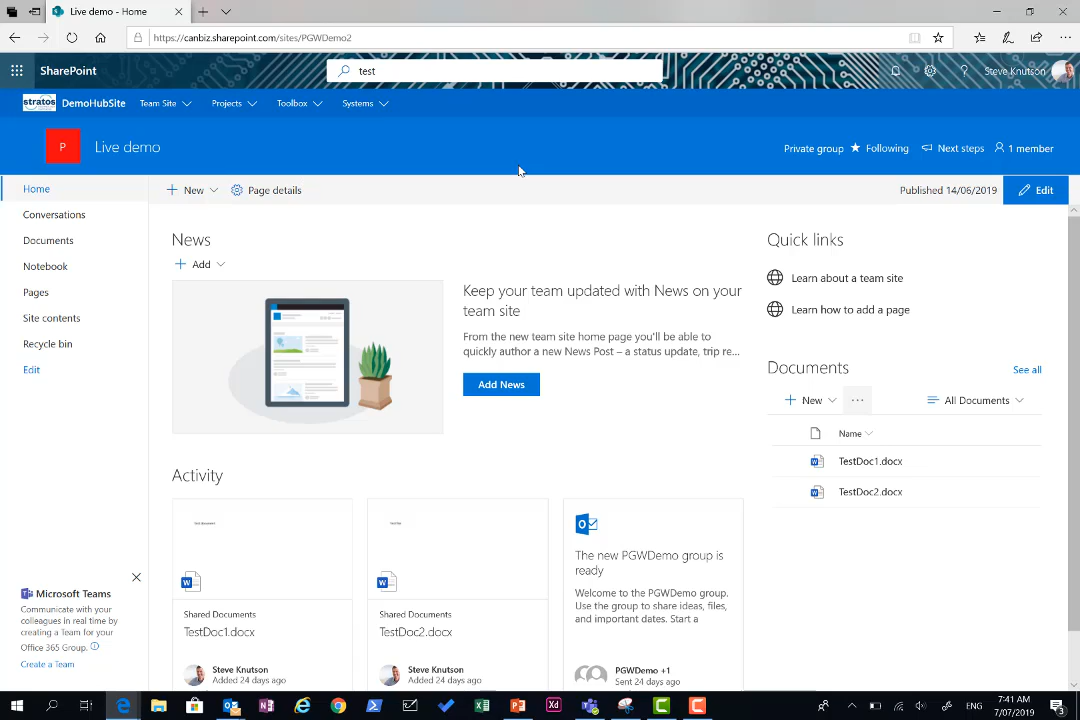 Live demo - Home
https://canbiz.sharepoint.com/sites/PGWDemo2
SharePoint
test
Steve Knutson
stratos
DemoHubSite
Team Site
Projects
Toolbox
Systems
P
Live demo
Private group
Following
Next steps
1 member
Home
Conversations
Documents
Notebook
Pages
Site contents
Recycle bin
Edit
New
Page details
Published 14/06/2019
Edit
News
Add
Keep your team updated with News on your
team site
From the new team site home page you'll be able to
quickly author a new News Post – a status update, trip re...
Add News
Quick links
Learn about a team site
Learn how to add a page
Documents
See all
New
All Documents
Name
TestDoc1.docx
TestDoc2.docx
Activity
Shared Documents
TestDoc1.docx
Steve Knutson
Added 24 days ago
Shared Documents
TestDoc2.docx
Steve Knutson
Added 24 days ago
The new PGWDemo group is
ready
Welcome to the PGWDemo group.
Use the group to share ideas, files,
and important dates. Start a
PGWDemo +1
Sent 24 days ago
Microsoft Teams
Communicate with your
colleagues in real time by
creating a Team for your
Office 365 Group.
Create a Team
ENG
7:41 AM
7/07/2019
3